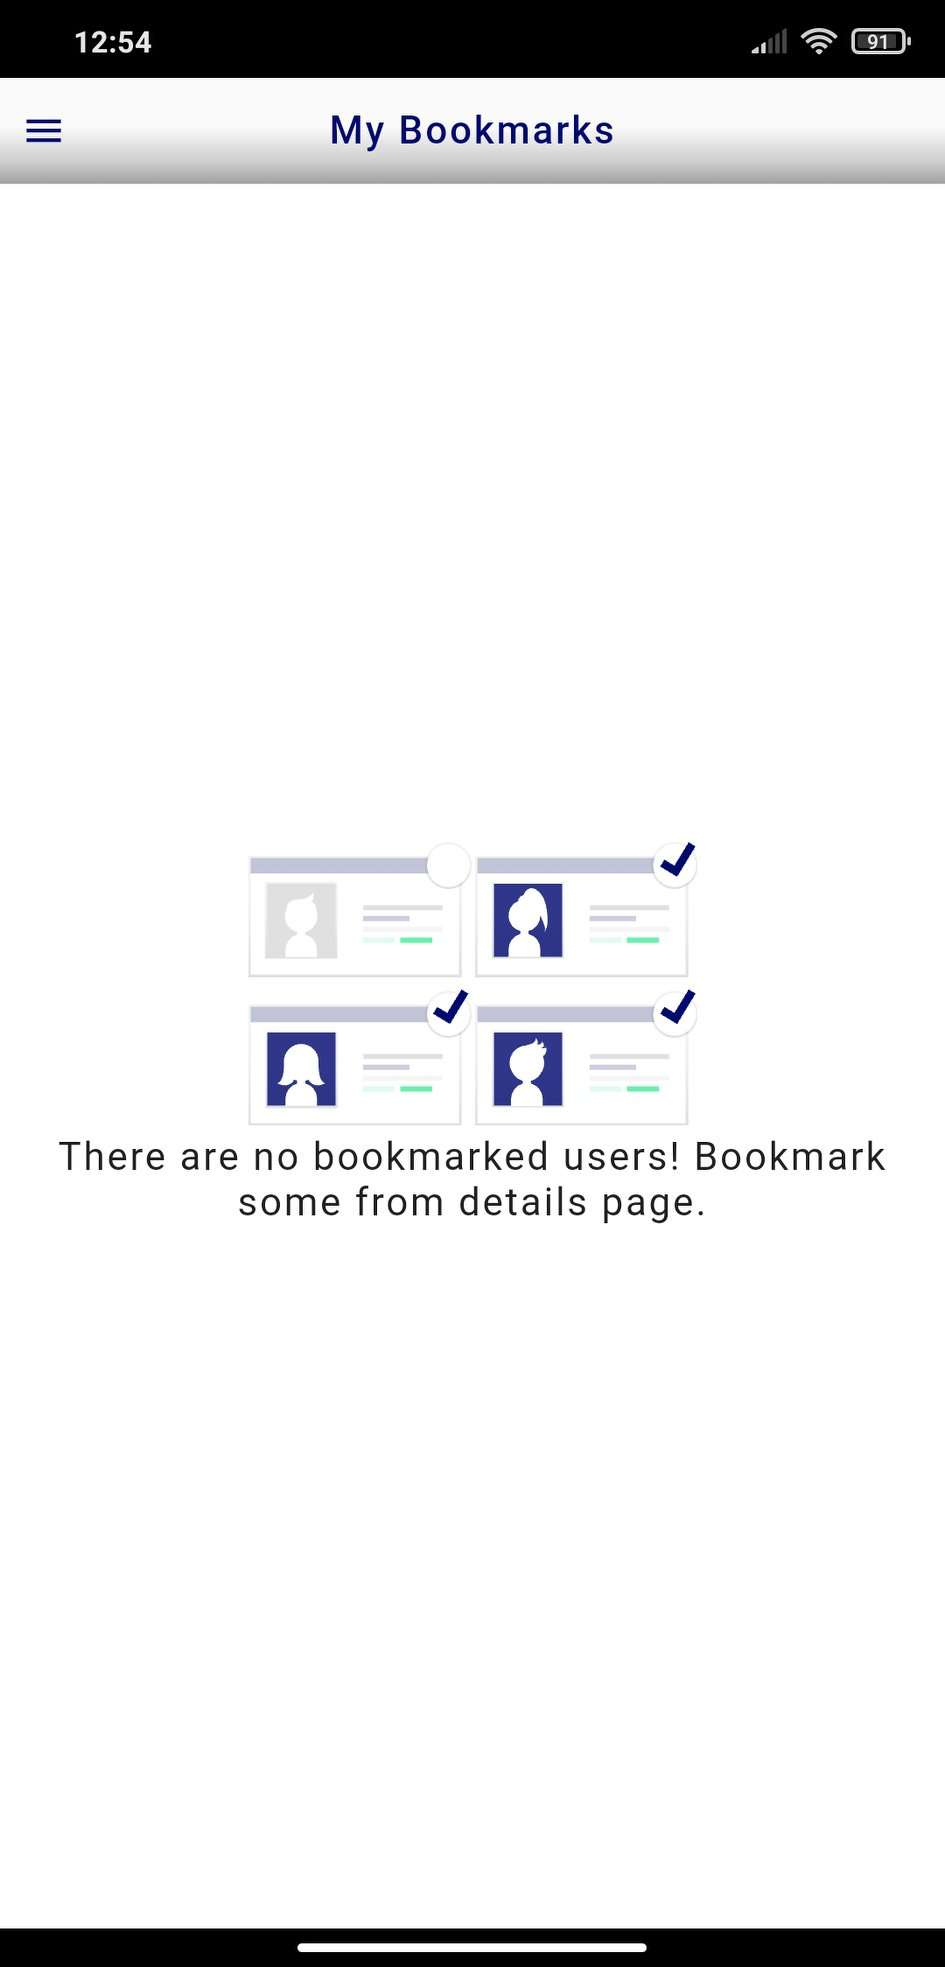 12:54
91
My Bookmarks
There are no bookmarked users! Bookmark
some from details page.